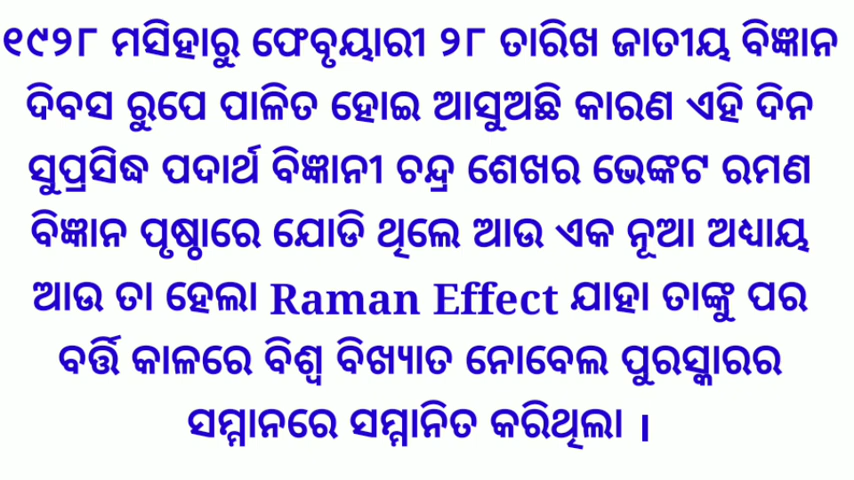 ୧୯୨୮ ମସିହାରୁ ଫେବୃୟାରୀ ୨୮ ତାରିଖ ଜାତୀୟ ବିଜ୍ଞାନ
ଦିବସ ରୁପେ ପାଳିତ ହୋଇ ଆସୁଅଛି କାରଣ ଏହି ଦିନ
ସୁପ୍ରସିଦ୍ଧ ପଦାର୍ଥ ବିଜ୍ଞାନୀ ଚନ୍ଦ୍ର ଶେଖର ଭେଙ୍କଟ ରମଣ
ବିଜ୍ଞାନ ପୃଷ୍ଠାରେ ଯୋଡି ଥିଲେ ଆଉ ଏକ ନୂଆ ଅଧ୍ୟାୟ
ଆଉ ତା ହେଲା Raman Effect ଯାହା ତାଙ୍କୁ ପର
ବର୍ତ୍ତି କାଳରେ ବିଶ୍ୱ ବିଖ୍ୟାତ ନୋବେଲ ପୁରସ୍କାରର
ସମ୍ମାନରେ ସମ୍ମାନିତ କରିଥିଲା ।